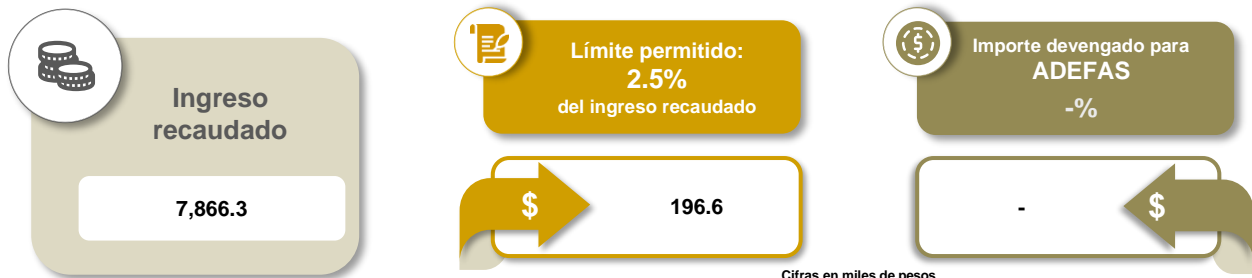 Ingreso
recaudado
7,866.3
Límite permitido:
2.5%
del ingreso recaudado
$
196.6
Importe devengado para
ADEFAS
-%
-
$
Cifras en miles de pesos